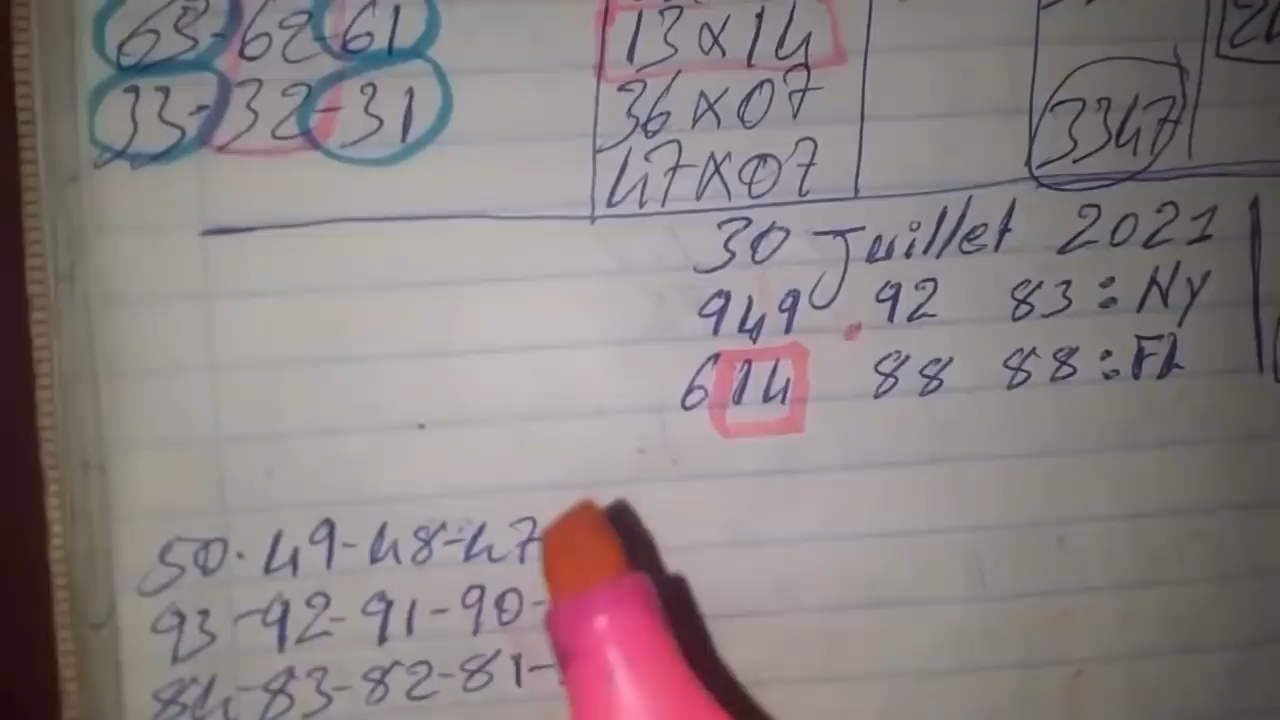 63-62-61
33-32-31
13x14
36x07
47x07
3347
30 Juillet 2021
949 . 92 83 : Ny
614 88 88 : FL
50.49-48-47
93-92-91-90-
84-83-82-81-